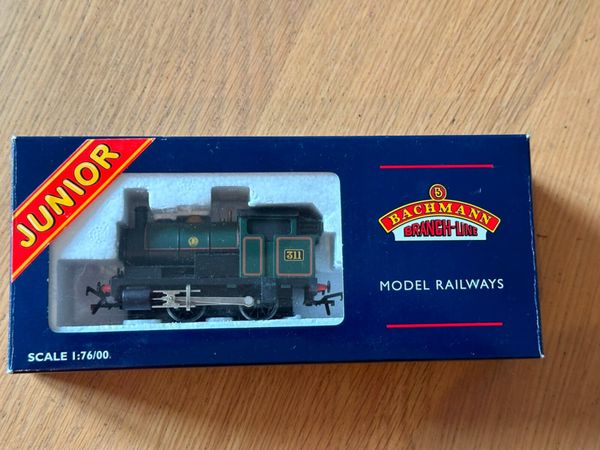 JUNIOR
B
BACHMANN
BRANCH-LINE
MODEL RAILWAYS
311
SCALE 1:76/00.